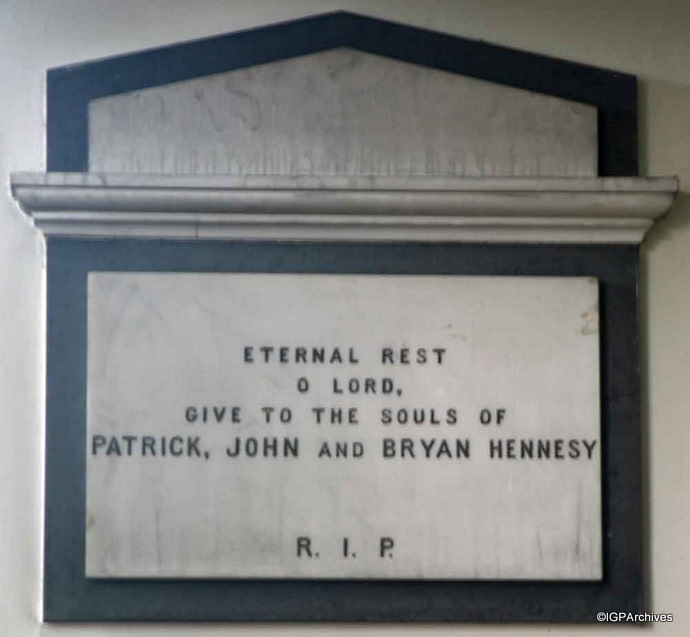 ETERNAL REST
O LORD,
GIVE TO THE SOULS OF
PATRICK, JOHN AND BRYAN HENNESY
R. I. P.
©IGPArchives